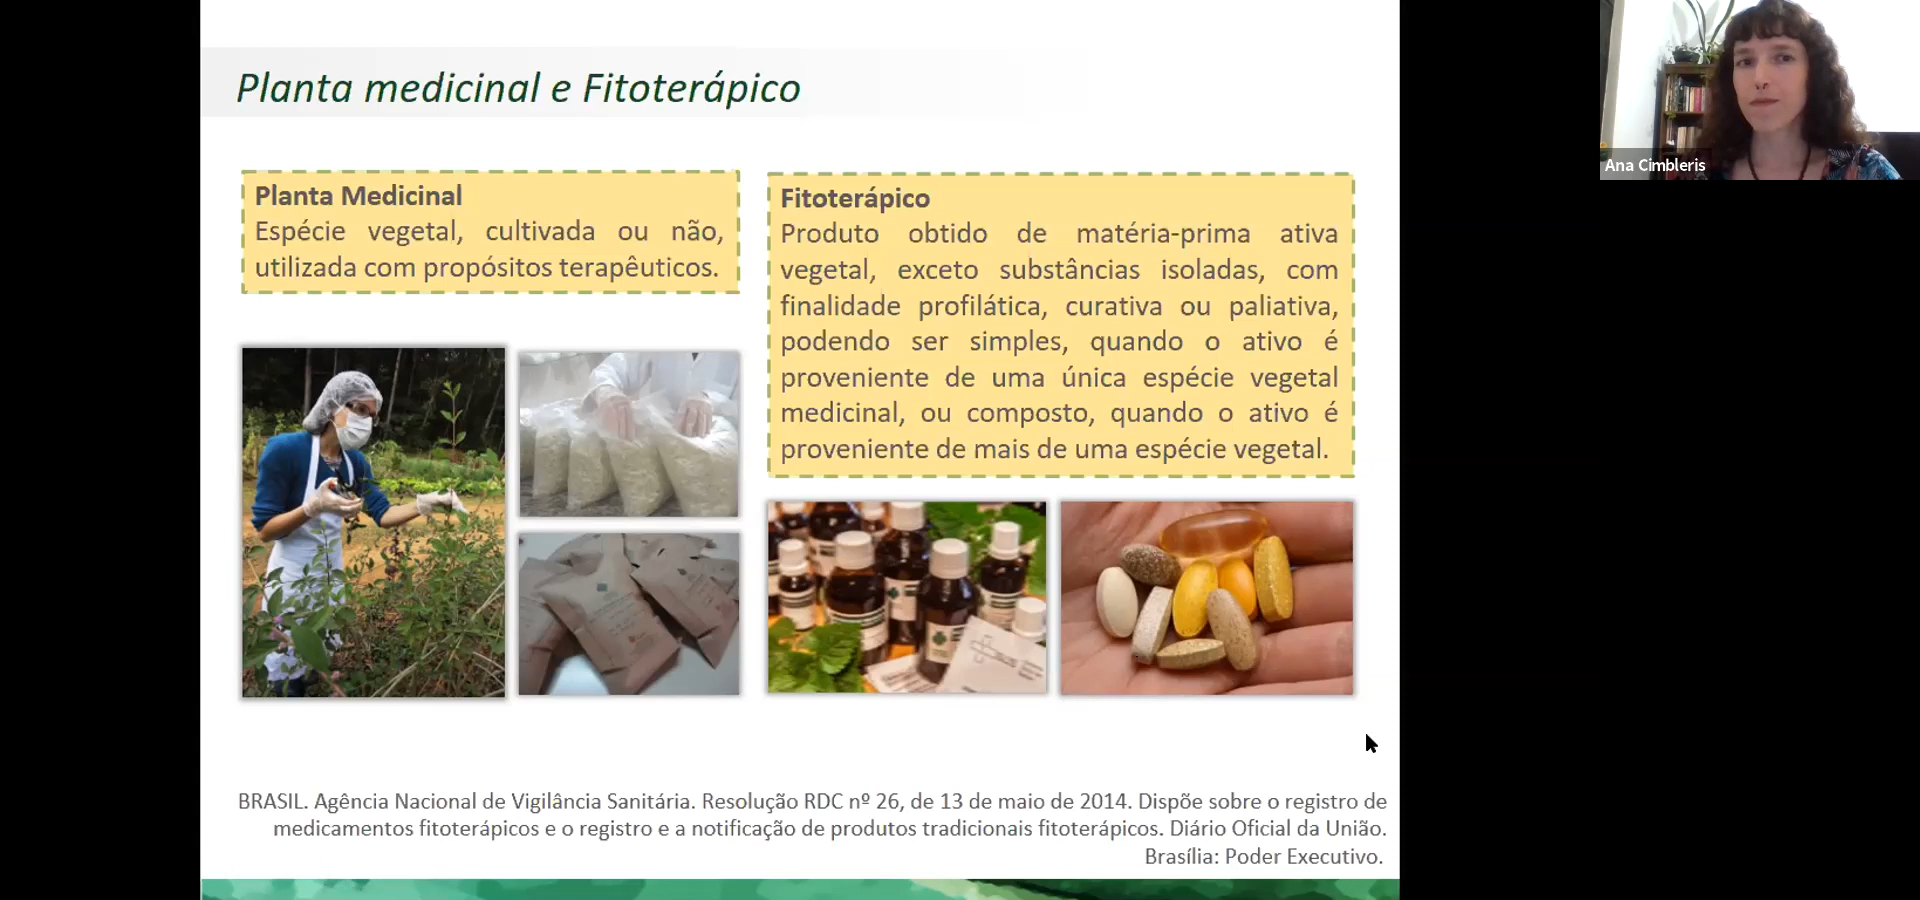 Planta medicinal e Fitoterápico
Planta Medicinal
Espécie vegetal, cultivada ou não,
utilizada com propósitos terapêuticos.
Fitoterápico
Produto obtido de matéria-prima ativa
vegetal, exceto substâncias isoladas, com
finalidade profilática, curativa ou paliativa,
podendo ser simples, quando o ativo é
proveniente de uma única espécie vegetal
medicinal, ou composto, quando o ativo é
proveniente de mais de uma espécie vegetal.
BRASIL. Agência Nacional de Vigilância Sanitária. Resolução RDC nº 26, de 13 de maio de 2014. Dispõe sobre o registro de
medicamentos fitoterápicos e o registro e a notificação de produtos tradicionais fitoterápicos. Diário Oficial da União.
Brasília: Poder Executivo.
Ana Cimbleris